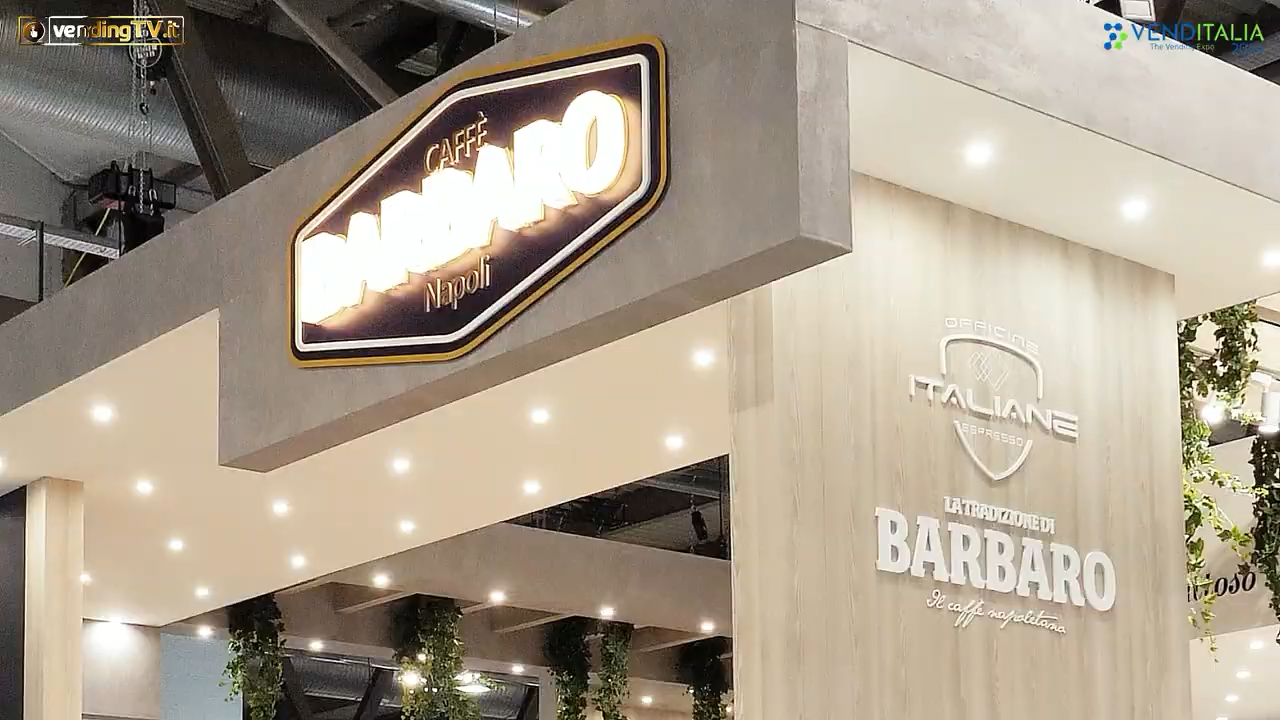 vendingTV.it
VENDITALIA
The Vending Expo
CAFFÈ
BARBARO
Napoli
OFFICINE
ITALIANE
ESPRESSO
LA TRADIZIONE DI
BARBARO
Il caffè napoletano